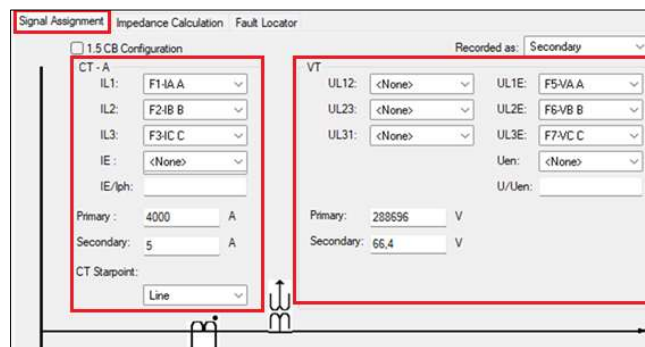 Signal Assignment Impedance Calculation Fault Locator
1.5 CB Configuration Recorded as: Secondary
CT - A VT
IL1: F1-IA A UL12: <None> UL1E: F5-VA A
IL2: F2-IB B UL23: <None> UL2E: F6-VB B
IL3: F3-IC C UL31: <None> UL3E: F7-VC C
IE : <None> Uen: <None>
IE/Iph: U/Uen:
Primary : 4000 A Primary: 288696 V
Secondary: 5 A Secondary: 66,4 V
CT Starpoint:
Line